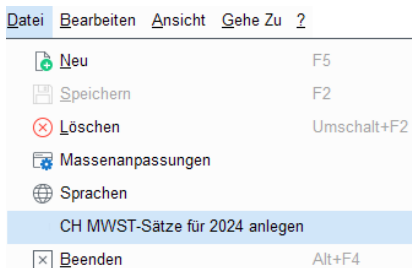 Datei Bearbeiten Ansicht Gehe Zu ?
Neu F5
Speichern F2
Löschen Umschalt+F2
Massenanpassungen
Sprachen
CH MWST-Sätze für 2024 anlegen
Beenden Alt+F4